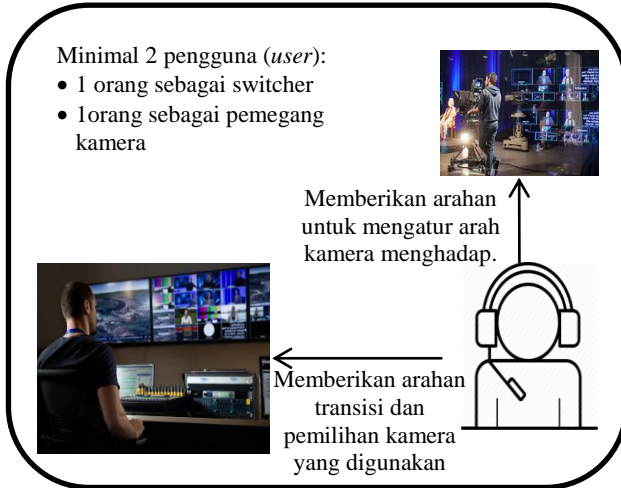 Minimal 2 pengguna (user):
• 1 orang sebagai switcher
• 1orang sebagai pemegang
kamera
Memberikan arahan
untuk mengatur arah
kamera menghadap.
Memberikan arahan
transisi dan
pemilihan kamera
yang digunakan